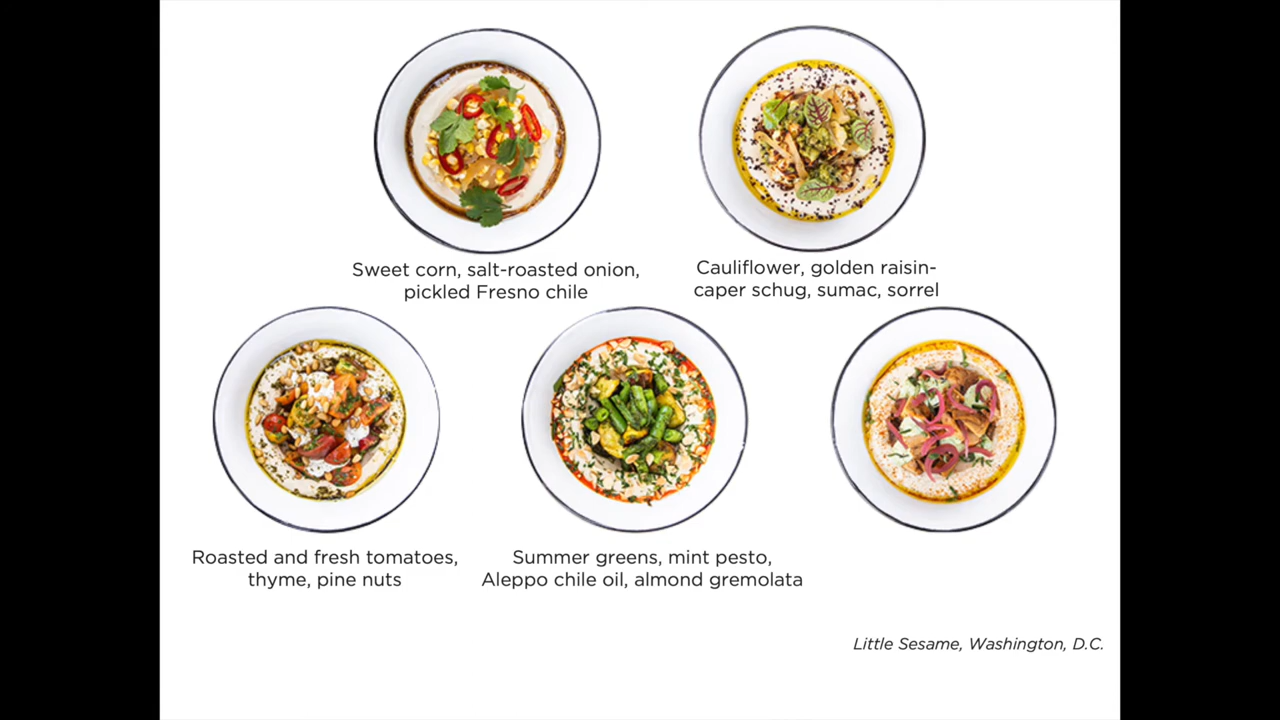 Sweet corn, salt-roasted onion,
pickled Fresno chile
Cauliflower, golden raisin-
caper schug, sumac, sorrel
Roasted and fresh tomatoes,
thyme, pine nuts
Summer greens, mint pesto,
Aleppo chile oil, almond gremolata
Little Sesame, Washington, D.C.